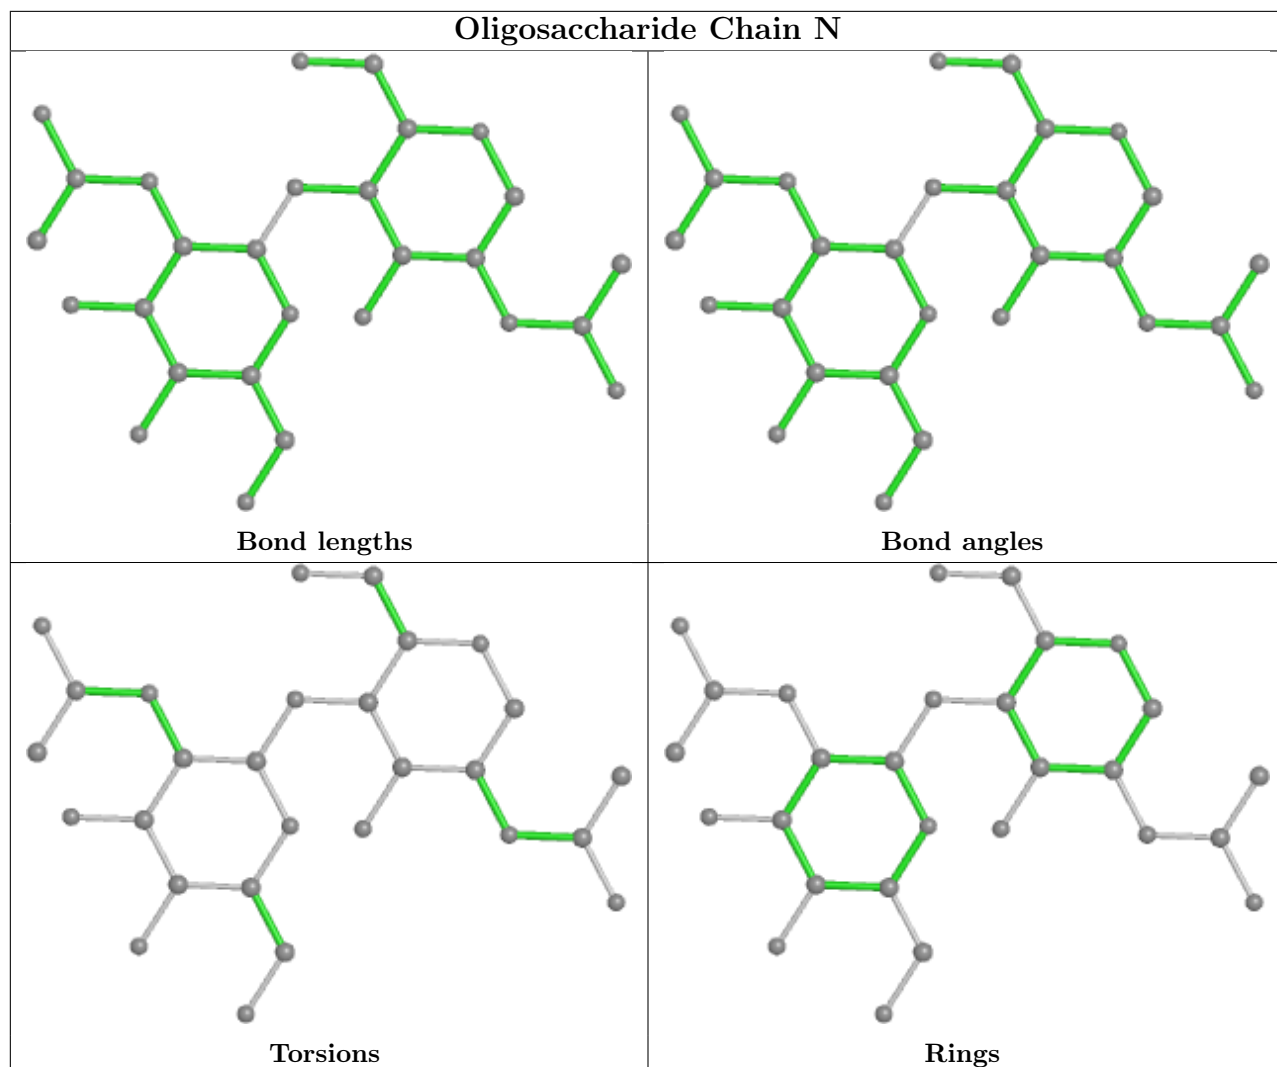 Oligosaccharide Chain N
Bond lengths
Bond angles
Torsions
Rings